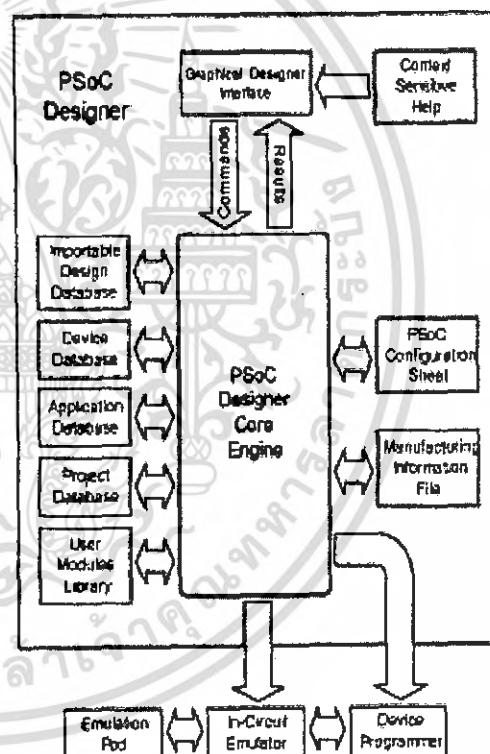 PSoC
Designer
Graphical Designer
Interface
Context
Sensitive
Help
Commands
Results
Importable
Design
Database
Device
Database
Application
Database
Project
Database
User
Modules
Library
PSoC
Designer
Core
Engine
PSoC
Configuration
Sheet
Manufacturing
Information
File
Emulation
Pod
In-Circuit
Emulator
Device
Programmer